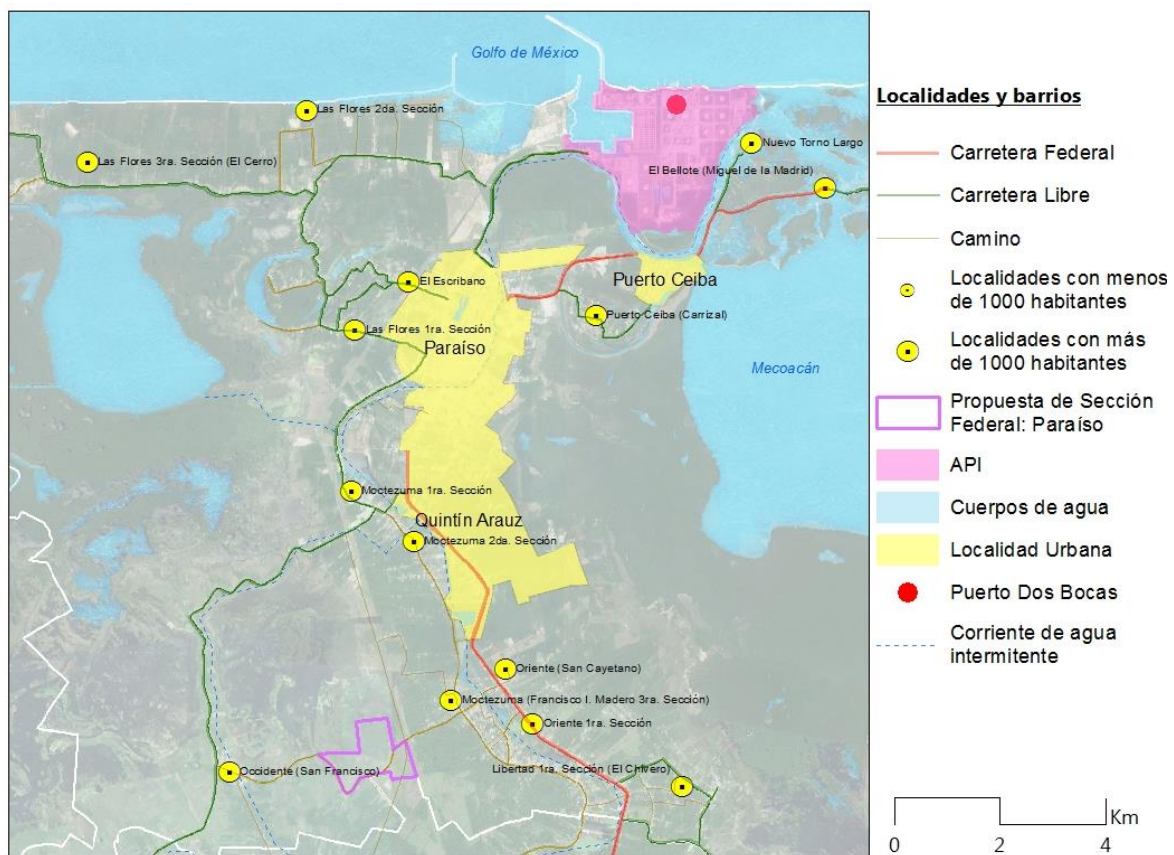 Golfo de México
Las Flores 2da. Sección
Las Flores 3ra. Sección (El Cerro)
Nuevo Torno Largo
El Bellote (Miguel de la Madrid)
El Escribano
Puerto Ceiba
Puerto Ceiba (Carrizal)
Las Flores 1ra. Sección
Paraíso
Mecoacán
Moctezuma 1ra. Sección
Quintín Arauz
Moctezuma 2da. Sección
Oriente (San Cayetano)
Moctezuma (Francisco I. Madero 3ra. Sección)
Oriente 1ra. Sección
Occidente (San Francisco)
Libertad 1ra. Sección (El Chivero)
Localidades y barrios
Carretera Federal
Carretera Libre
Camino
Localidades con menos
de 1000 habitantes
Localidades con más
de 1000 habitantes
Propuesta de Sección
Federal: Paraíso
API
Cuerpos de agua
Localidad Urbana
Puerto Dos Bocas
Corriente de agua
intermitente
Km
0 2 4